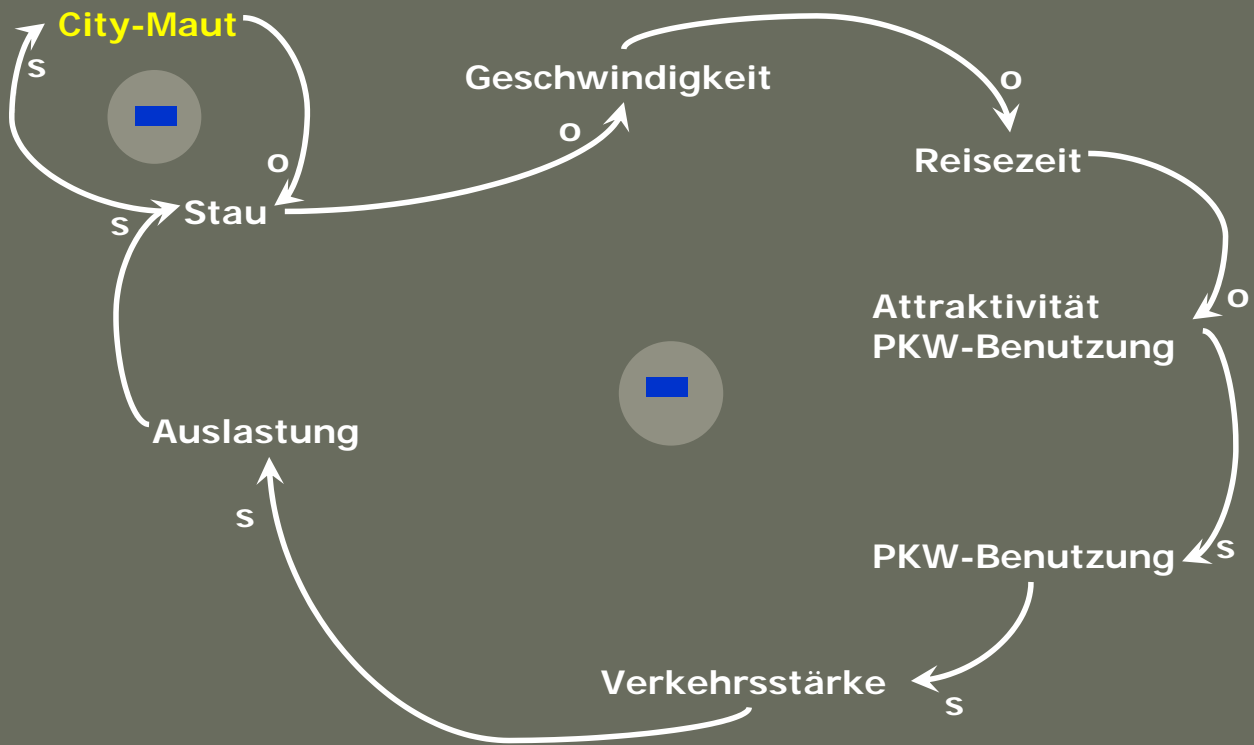 City-Maut
s
Geschwindigkeit
o
o
Reisezeit
o
Stau
s
Attraktivität
PKW-Benutzung
o
Auslastung
s
PKW-Benutzung
s
Verkehrsstärke
s